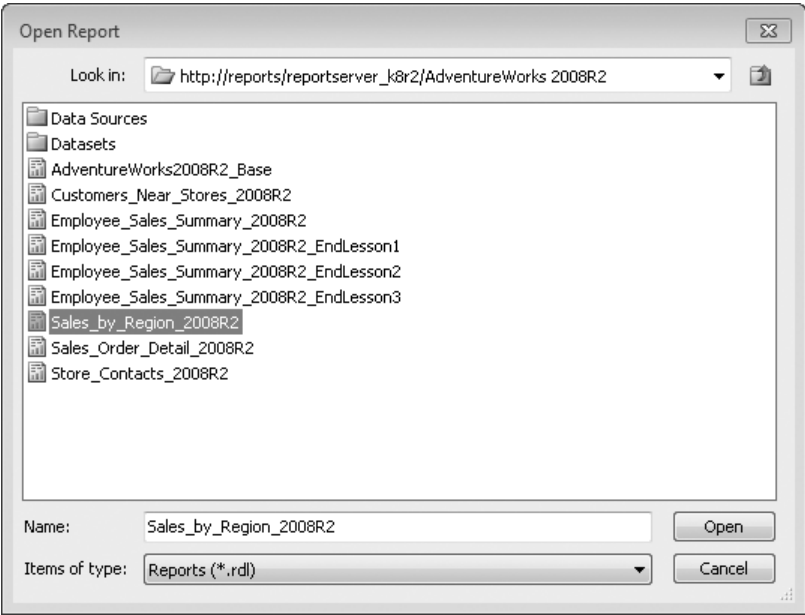 Open Report
Look in: http://reports/reportserver_k8r2/AdventureWorks 2008R2
Data Sources
Datasets
AdventureWorks2008R2_Base
Customers_Near_Stores_2008R2
Employee_Sales_Summary_2008R2
Employee_Sales_Summary_2008R2_EndLesson1
Employee_Sales_Summary_2008R2_EndLesson2
Employee_Sales_Summary_2008R2_EndLesson3
Sales_by_Region_2008R2
Sales_Order_Detail_2008R2
Store_Contacts_2008R2
Name: Sales_by_Region_2008R2 Open
Items of type: Reports (*.rdl) Cancel